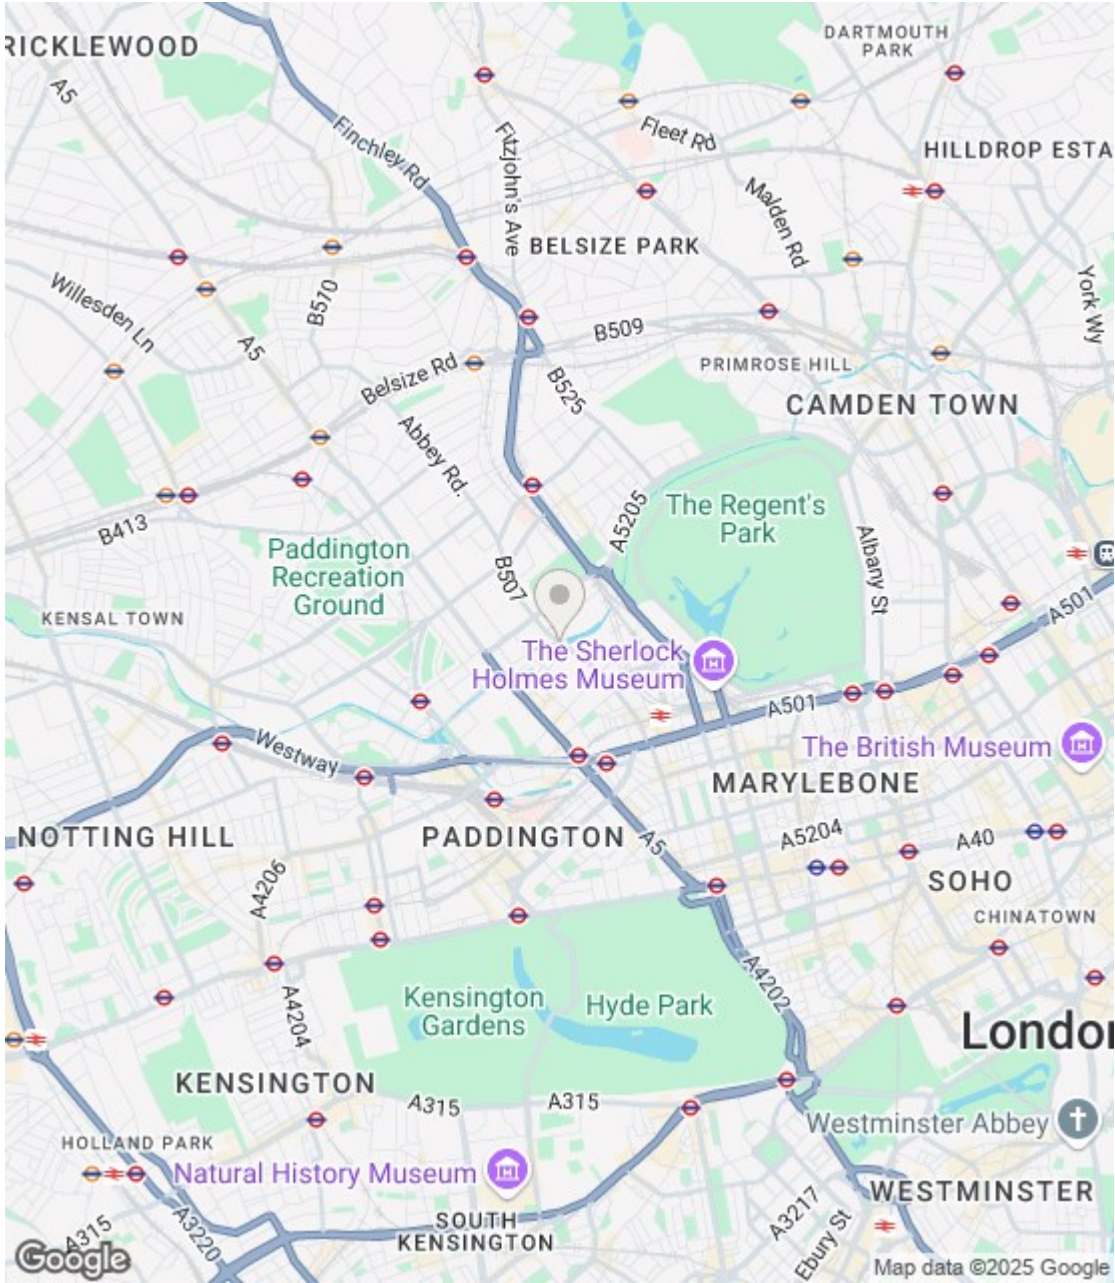 RICKLEWOOD
DARTMOUTH
PARK
A5
Finchley Rd
Fitzjohn's Ave
Fleet Rd
HILLDROP ESTA
Malden Rd
BELSIZE PARK
Willesden Ln
B570
York Wy
A5
B509
PRIMROSE HILL
Belsize Rd
B525
CAMDEN TOWN
Abbey Rd.
B413
A5205
The Regent's
Park
Albany St
Paddington
Recreation
Ground
B507
KENSAL TOWN
A501
The Sherlock
Holmes Museum
A501
Westway
The British Museum
MARYLEBONE
NOTTING HILL
PADDINGTON
A5
A5204
A40
A4206
SOHO
CHINATOWN
A4202
Kensington
Gardens
Hyde Park
A4204
London
KENSINGTON
A315
A315
Westminster Abbey
HOLLAND PARK
Natural History Museum
WESTMINSTER
A315
A3220
SOUTH
KENSINGTON
A3217
Ebury St
Google
Map data ©2025 Google